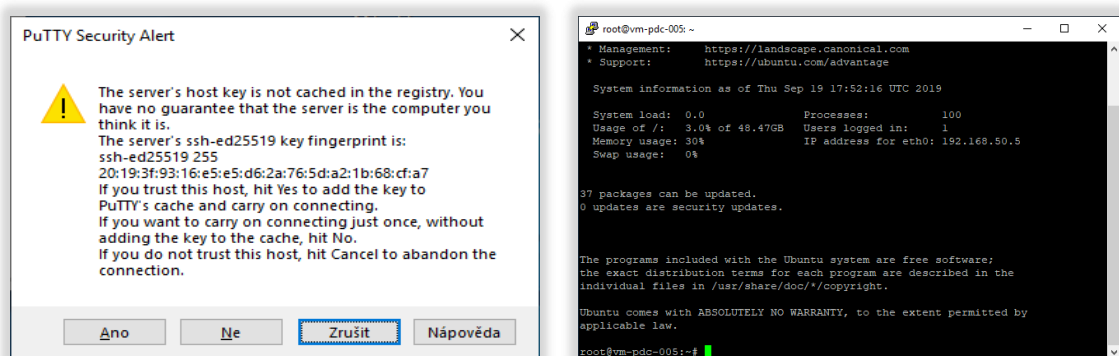 PuTTY Security Alert
The server's host key is not cached in the registry. You
have no guarantee that the server is the computer you
think it is.
The server's ssh-ed25519 key fingerprint is:
ssh-ed25519 255
20:19:3f:93:16:e5:e5:d6:2a:76:5d:a2:1b:68:cf:a7
If you trust this host, hit Yes to add the key to
PuTTY's cache and carry on connecting.
If you want to carry on connecting just once, without
adding the key to the cache, hit No.
If you do not trust this host, hit Cancel to abandon the
connection.
Ano Ne Zrušit Nápověda
root@vm-pdc-005: ~
* Management: https://landscape.canonical.com
* Support: https://ubuntu.com/advantage
System information as of Thu Sep 19 17:52:16 UTC 2019
System load: 0.0 Processes: 100
Usage of /: 3.0% of 48.47GB Users logged in: 1
Memory usage: 30% IP address for eth0: 192.168.50.5
Swap usage: 0%
37 packages can be updated.
0 updates are security updates.
The programs included with the Ubuntu system are free software;
the exact distribution terms for each program are described in the
individual files in /usr/share/doc/*/copyright.
Ubuntu comes with ABSOLUTELY NO WARRANTY, to the extent permitted by
applicable law.
root@vm-pdc-005:~#